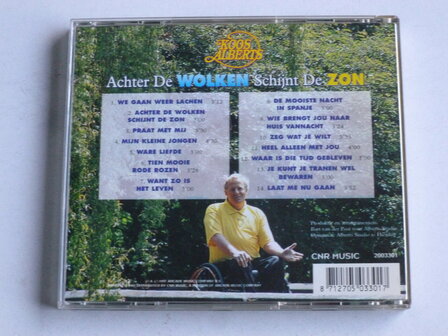 KOOS
ALBERTS
Achter De WOLKEN Schijnt De ZON
1. WE GAAN WEER LACHEN 3'12
2. ACHTER DE WOLKEN
SCHIJNT DE ZON
3. PRAAT MET MIJ
4. MIJN KLEINE JONGEN
5. WARE LIEFDE
6. TIEN MOOIE
RODE ROZEN
7. WANT ZO IS
HET LEVEN
8. DE MOOISTE NACHT
IN SPANJE
9. WIE BRENGT JOU NAAR
HUIS VANNACHT
10. ZEG WAT JE WILT
11. HEEL ALLEEN MET JOU
12. WAAR IS DIE TIJD GEBLEVEN
13. JE KUNT JE TRANEN WEL
BEWAREN
14. LAAT ME NU GAAN
CNR MUSIC 2003301
8 712705 033017